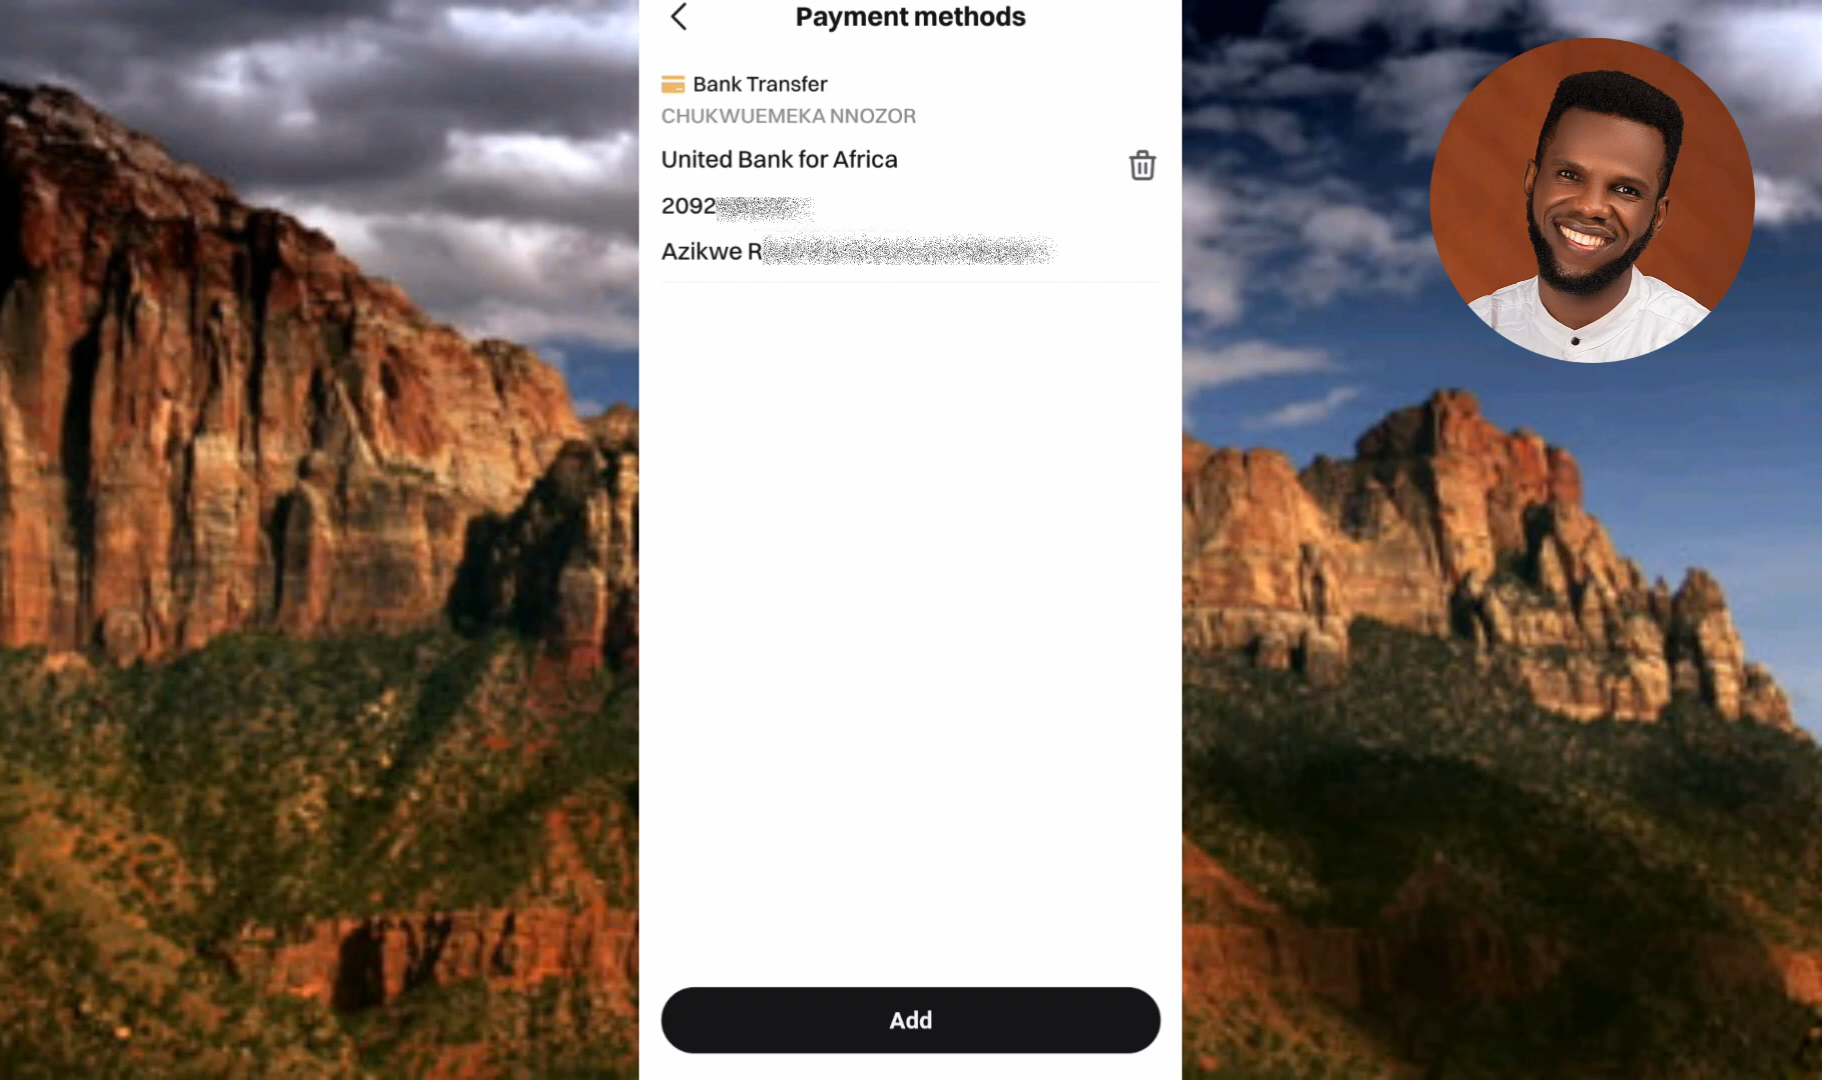 Payment methods
Bank Transfer
CHUKWUEMEKA NNOZOR
United Bank for Africa
2092
Azikwe R
Add